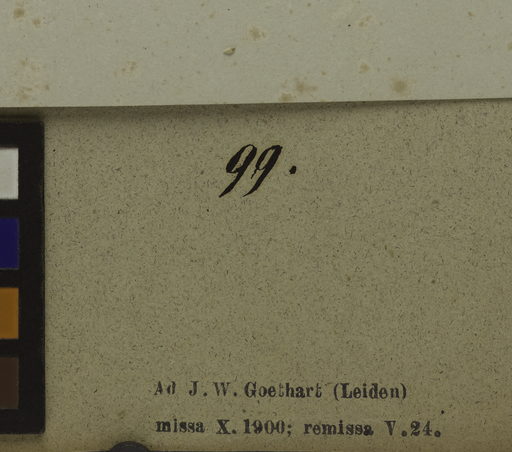 99.
Ad J. W. Goethart (Leiden)
missa X. 1900; remissa V. 24.